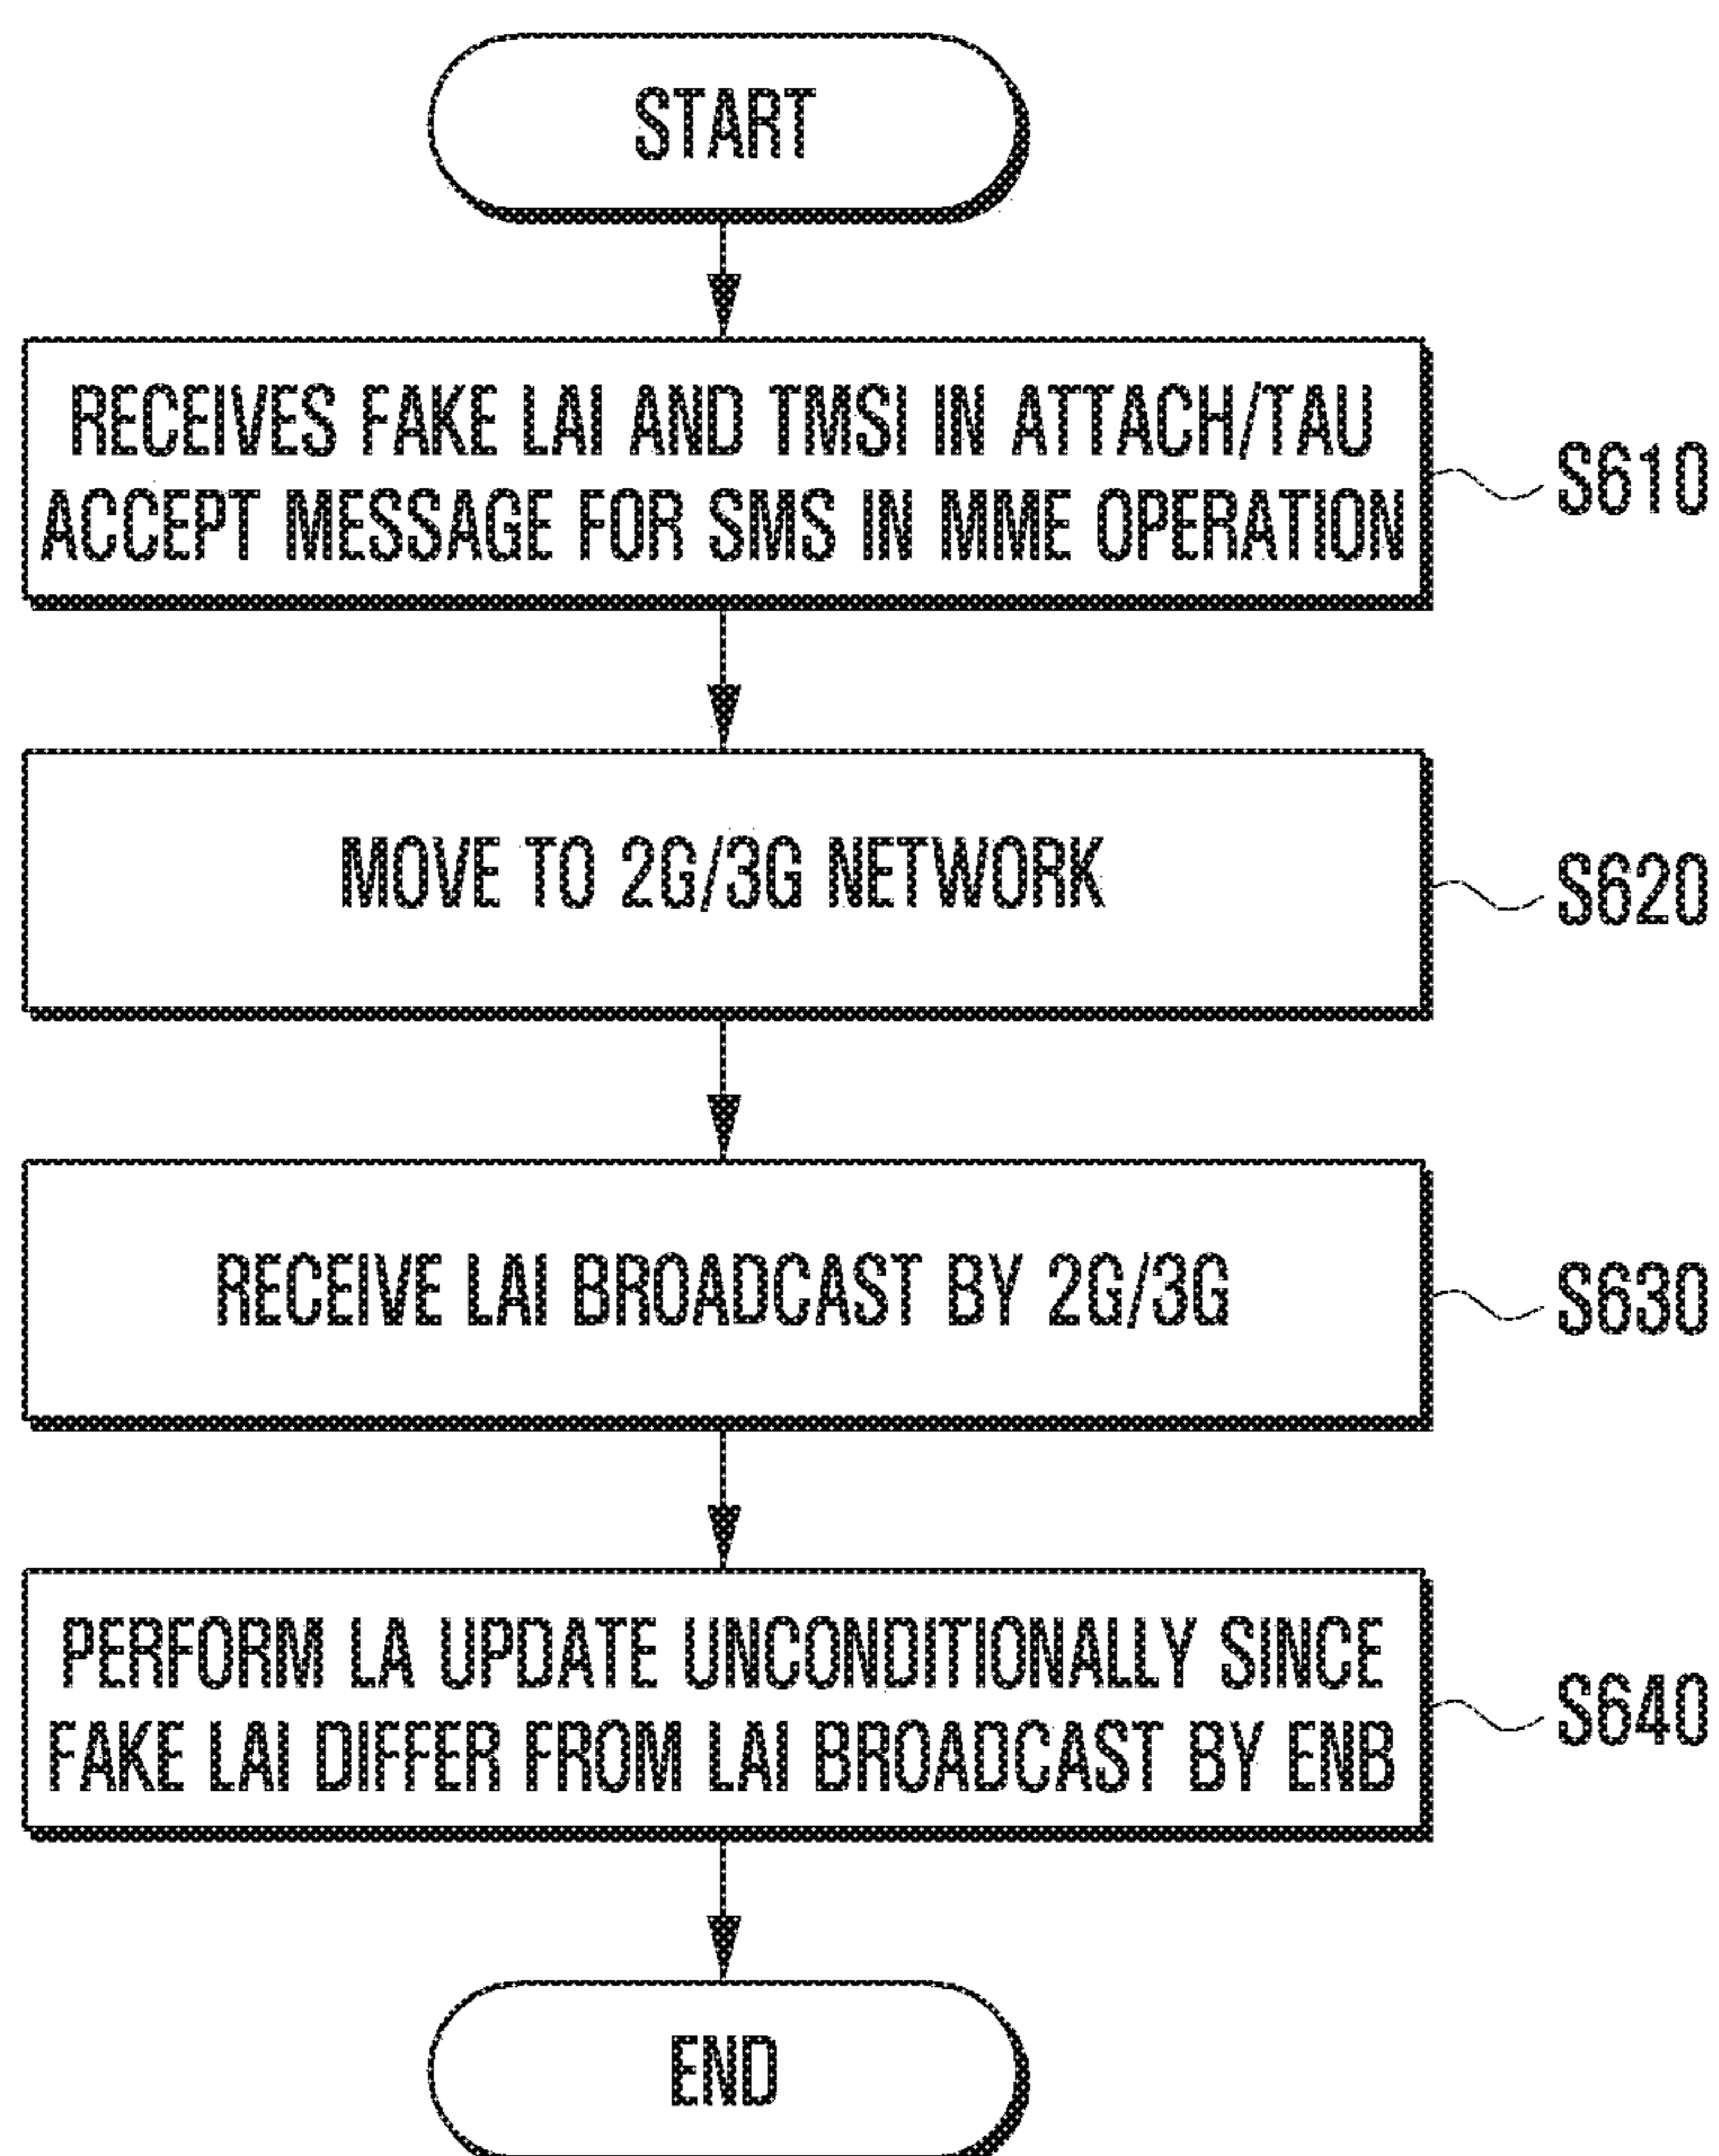 START
RECEIVES FAKE LAI AND TMSI IN ATTACH/TAU
ACCEPT MESSAGE FOR SMS IN MME OPERATION
S610
MOVE TO 2G/3G NETWORK
S620
RECEIVE LAI BROADCAST BY 2G/3G
S630
PERFORM LA UPDATE UNCONDITIONALLY SINCE
FAKE LAI DIFFER FROM LAI BROADCAST BY ENB
S640
END